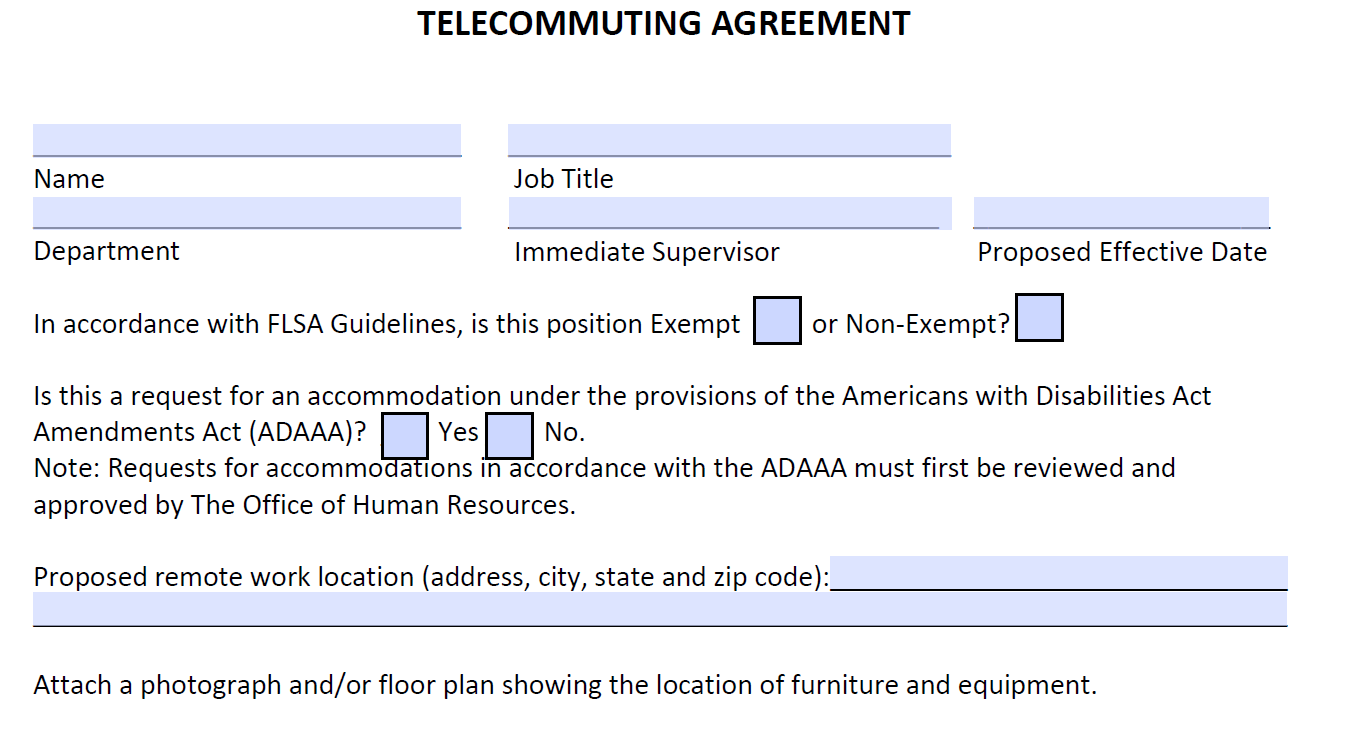 TELECOMMUTING AGREEMENT
Name Job Title
Department Immediate Supervisor Proposed Effective Date
In accordance with FLSA Guidelines, is this position Exempt or Non-Exempt?
Is this a request for an accommodation under the provisions of the Americans with Disabilities Act
Amendments Act (ADAAA)? Yes No.
Note: Requests for accommodations in accordance with the ADAAA must first be reviewed and
approved by The Office of Human Resources.
Proposed remote work location (address, city, state and zip code):
Attach a photograph and/or floor plan showing the location of furniture and equipment.